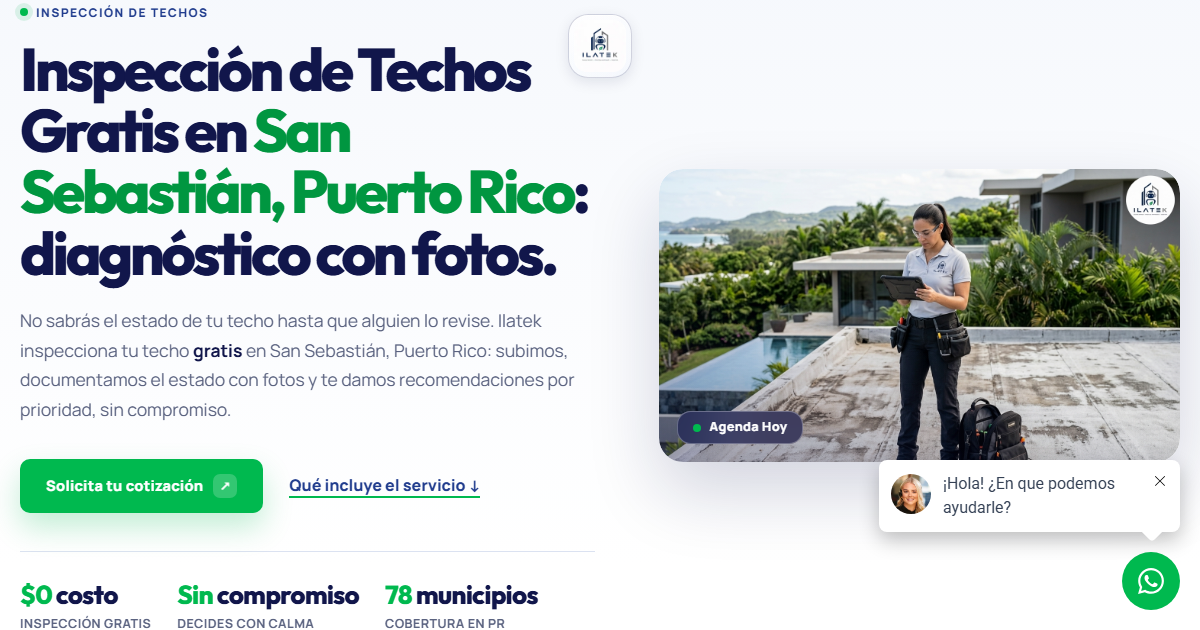 INSPECCIÓN DE TECHOS
ILATEK
Inspección de Techos
Gratis en San
Sebastián, Puerto Rico:
diagnóstico con fotos.
No sabrás el estado de tu techo hasta que alguien lo revise. Ilatek
inspecciona tu techo gratis en San Sebastián, Puerto Rico: subimos,
documentamos el estado con fotos y te damos recomendaciones por
prioridad, sin compromiso.
Solicita tu cotización ↗
Qué incluye el servicio ↓
$0 costo
INSPECCIÓN GRATIS
Sin compromiso
DECIDES CON CALMA
78 municipios
COBERTURA EN PR
ILATEK
Agenda Hoy
¡Hola! ¿En que podemos
ayudarle?